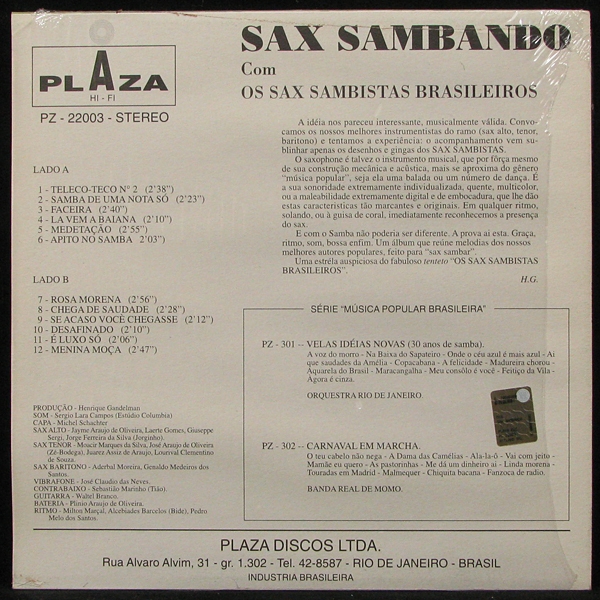 SAX SAMBANDO
Com
OS SAX SAMBISTAS BRASILEIROS
PLAZA
HI - FI
PZ - 22003 - STEREO
A idéia nos pareceu interessante, musicalmente válida. Convo-
camos os nossos melhores instrumentistas do ramo (sax alto, tenor,
baritono) e tentamos a experiência: o acompanhamento vem su-
blinhar apenas os desenhos e gingas dos SAX SAMBISTAS.
O saxophone é talvez o instrumento musical, que por fôrça mesmo
de sua construção mecânica e acústica, mais se aproxima do gênero
"música popular", seja ela uma balada ou um número de dança. É
a sua sonoridade extremamente individualizada, quente, multicolor,
ou a maleabilidade extremamente digital e de embocadura, que lhe dão
estas características tão marcantes e originais. Em qualquer ritmo,
solando, ou à guisa de coral, imediatamente reconhecemos a presença
do sax.
E com o Samba não poderia ser diferente. A prova aí esta. Graça,
ritmo, som, bossa enfim. Um álbum que reúne melodias dos nossos
melhores autores populares, feito para "sax sambar".
Uma estrêla auspiciosa do fabuloso tenteto "OS SAX SAMBISTAS
BRASILEIROS".
H.G.
LADO A
1 - TELECO-TECO Nº 2 (2'38")
2 - SAMBA DE UMA NOTA SÓ (2'23")
3 - FACEIRA (2'40")
4 - LA VEM A BAIANA (2'10")
5 - MEDETAÇÃO (2'55")
6 - APITO NO SAMBA 2'03")
LADO B
7 - ROSA MORENA (2'56")
8 - CHEGA DE SAUDADE (2'28")
9 - SE ACASO VOCÊ CHEGASSE (2'12")
10 - DESAFINADO (2'10")
11 - É LUXO SÓ (2'06")
12 - MENINA MOÇA (2'47")
PRODUÇÃO - Henrique Gandelman
SOM - Sergio Lara Campos (Estúdio Columbia)
CAPA - Michel Schachter
SAX ALTO - Jayme Araujo de Oliveira, Laerte Gomes, Giuseppe
Sergi, Jorge Ferreira da Silva (Jorginho).
SAX TENOR - Moacir Marques da Silva, José Araujo de Oliveira
(Zé-Bodega), Juarez Assiz de Araujo, Lourival Clementino
de Souza.
SAX BARITONO - Aderbal Moreira, Genaldo Medeiros dos
Santos.
VIBRAFONE - José Claudio das Neves.
CONTRABAIXO - Sebastião Marinho (Tião).
GUITARRA - Waltel Branco.
BATERIA - Plinio Araujo de Oliveira.
RITMO - Milton Marçal, Alcebiades Barcelos (Bide), Pedro
Melo dos Santos.
SÉRIE "MÚSICA POPULAR BRASILEIRA"
PZ - 301 -- VELAS IDÉIAS NOVAS (30 anos de samba).
A voz do morro - Na Baixa do Sapateiro - Onde o céu azul é mais azul - Ai
que saudades da Amélia - Copacabana - A felicidade - Madureira chorou -
Aquarela do Brasil - Maracangalha - Meu consôlo é você - Feitiço da Vila -
Agora é cinza.
ORQUESTRA RIO DE JANEIRO.
PZ - 302 -- CARNAVAL EM MARCHA.
O teu cabelo não nega - A Dama das Camélias - Ala-la-ô - Vai com jeito -
Mamãe eu quero - As pastorinhas - Me dá um dinheiro aí - Linda morena -
Touradas em Madrid - Malmequer - Chiquita bacana - Fanzoca de radio.
BANDA REAL DE MOMO.
PLAZA DISCOS LTDA.
Rua Alvaro Alvim, 31 - gr. 1.302 - Tel. 42-8587 - RIO DE JANEIRO - BRASIL
INDUSTRIA BRASILEIRA